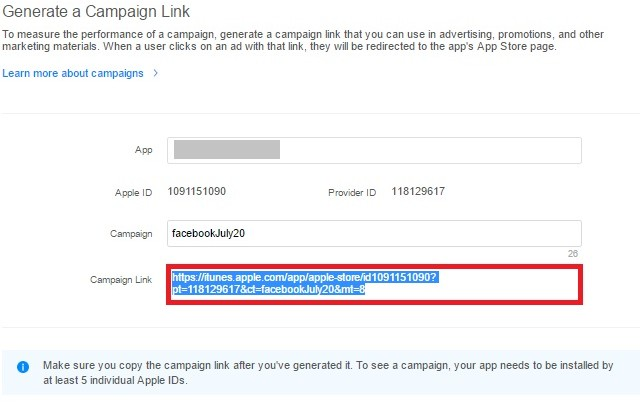 Generate a Campaign Link
To measure the performance of a campaign, generate a campaign link that you can use in advertising, promotions, and other
marketing materials. When a user clicks on an ad with that link, they will be redirected to the app's App Store page.
Learn more about campaigns >
App
Apple ID 1091151090 Provider ID 118129617
Campaign facebookJuly20
26
Campaign Link https://itunes.apple.com/app/apple-store/id1091151090?
pt=118129617&ct=facebookJuly20&mt=8
Make sure you copy the campaign link after you've generated it. To see a campaign, your app needs to be installed by
at least 5 individual Apple IDs.